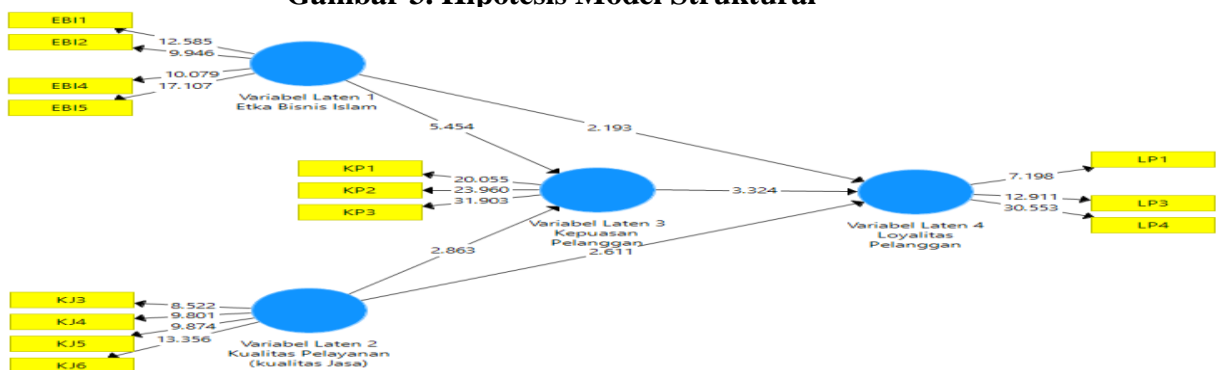 Gambar 3. Hipotesis Model Struktural
EBI1
EBI2
EBI4
EBI5
12.585
9.946
10.079
17.107
Variabel Laten 1
Etka Bisnis Islam
5.454
2.193
KP1
KP2
KP3
20.055
23.960
31.903
Variabel Laten 3
Kepuasan
Pelanggan
3.324
2.863
2.611
Variabel Laten 4
Loyalitas
Pelanggan
7.198
12.911
30.553
LP1
LP3
LP4
KJ3
KJ4
KJ5
KJ6
8.522
9.801
9.874
13.356
Variabel Laten 2
Kualitas Pelayanan
(kualitas Jasa)